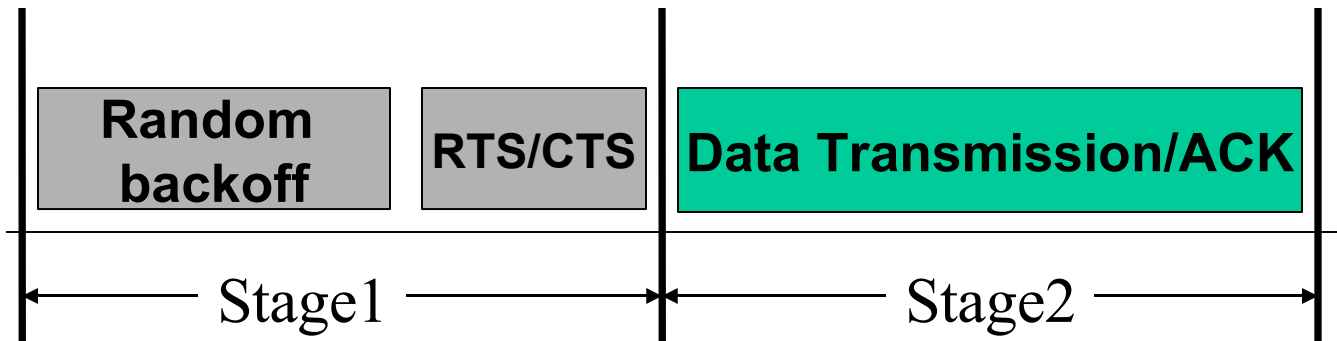 Random
backoff
RTS/CTS
Data Transmission/ACK
Stage1
Stage2